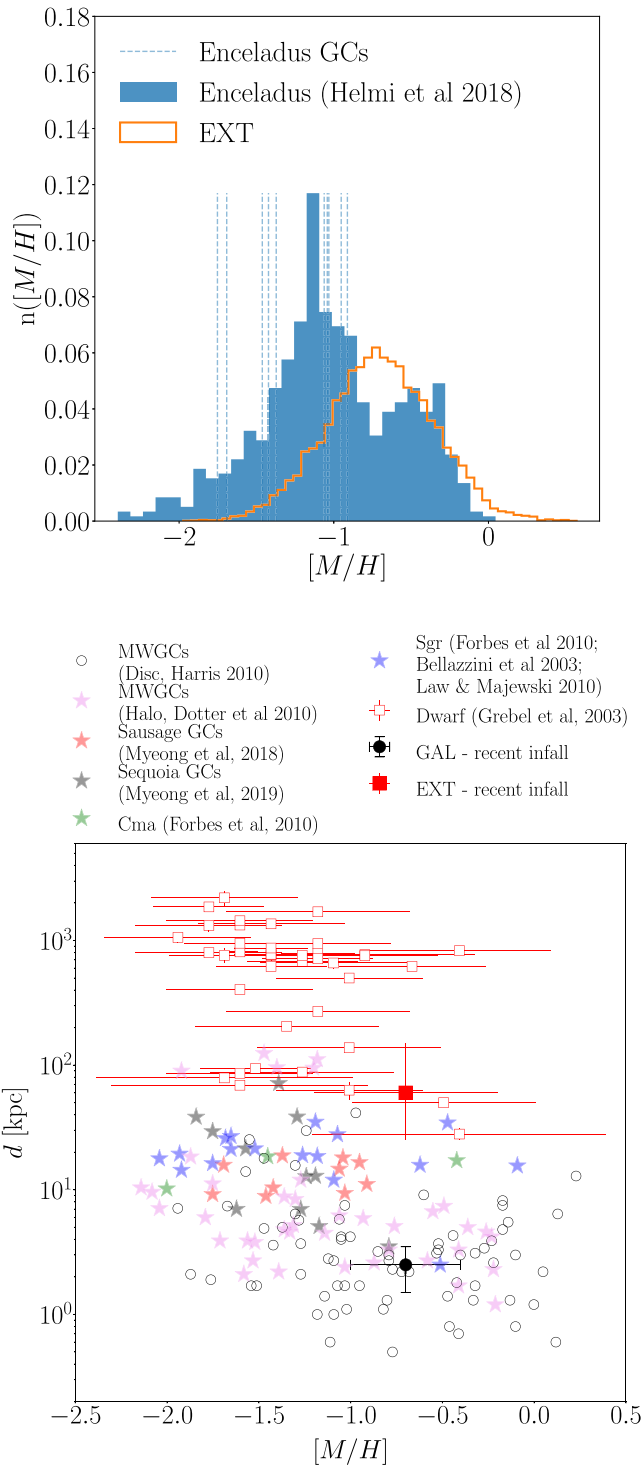 0.18
0.16
0.14
0.12
0.10
0.08
0.06
0.04
0.02
0.00
n([M/H])
Enceladus GCs
Enceladus (Helmi et al 2018)
EXT
−2
−1
0
[M/H]
MWGCs
(Disc, Harris 2010)
MWGCs
(Halo, Dotter et al 2010)
Sausage GCs
(Myeong et al, 2018)
Sequoia GCs
(Myeong et al, 2019)
Cma (Forbes et al, 2010)
Sgr (Forbes et al 2010;
Bellazzini et al 2003;
Law & Majewski 2010)
Dwarf (Grebel et al, 2003)
GAL - recent infall
EXT - recent infall
10³
10²
10¹
10⁰
d [kpc]
−2.5
−2.0
−1.5
−1.0
−0.5
0.0
0.5
[M/H]